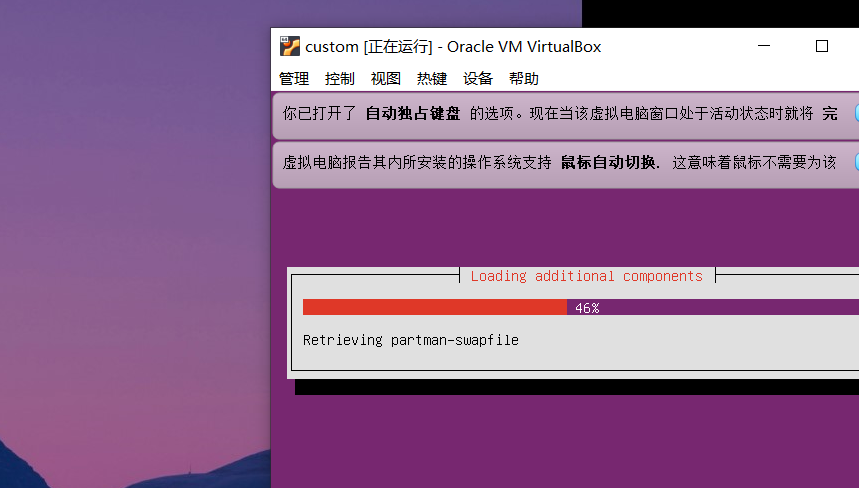 custom [正在运行] - Oracle VM VirtualBox
管理 控制 视图 热键 设备 帮助
你已打开了 自动独占键盘 的选项。现在当该虚拟电脑窗口处于活动状态时就将 完
虚拟电脑报告其内所安装的操作系统支持 鼠标自动切换. 这意味着鼠标不需要为该
Loading additional components
46%
Retrieving partman-swapfile